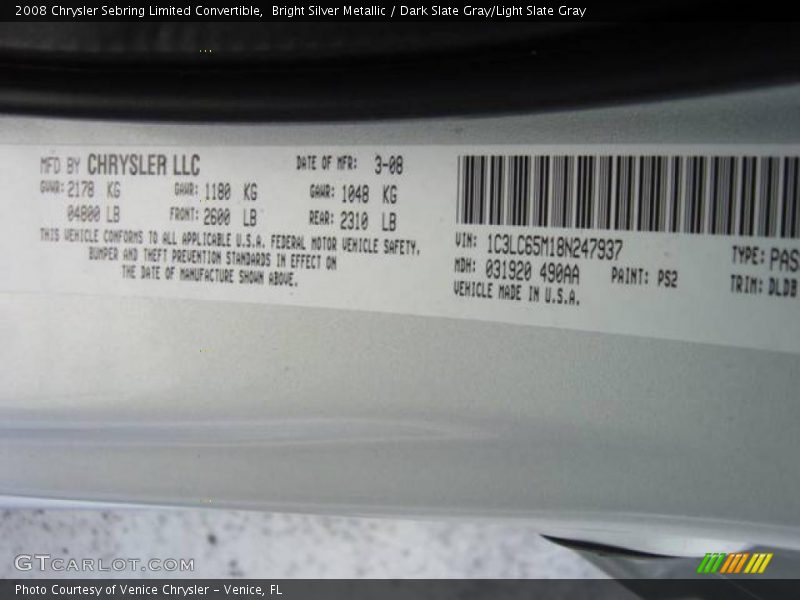 2008 Chrysler Sebring Limited Convertible,  Bright Silver Metallic / Dark Slate Gray/Light Slate Gray
MFD BY CHRYSLER LLC DATE OF MFR: 3-08
GVWR: 2178 KG GAWR: 1180 KG GAWR: 1048 KG
04800 LB FRONT: 2600 LB REAR: 2310 LB
THIS VEHICLE CONFORMS TO ALL APPLICABLE U.S.A. FEDERAL MOTOR VEHICLE SAFETY,
BUMPER AND THEFT PREVENTION STANDARDS IN EFFECT ON
THE DATE OF MANUFACTURE SHOWN ABOVE.
VIN: 1C3LC65M18N247937 TYPE: PAS
MDH: 031920 490AA PAINT: PS2 TRIM: DLDB
VEHICLE MADE IN U.S.A.
GTCARLOT.COM
Photo Courtesy of Venice Chrysler - Venice, FL